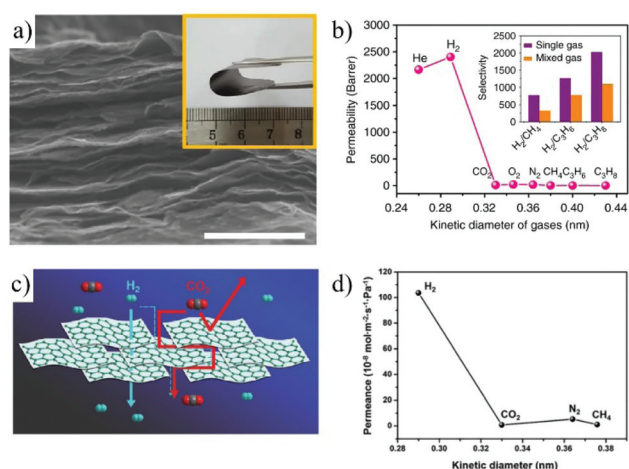 a)
5 6 7 8
b)
Permeability (Barrer)
3000
2500
2000
1500
1000
500
0
He
H₂
CO₂
O₂
N₂
CH₄
C₃H₆
C₃H₈
0.24 0.28 0.32 0.36 0.40 0.44
Kinetic diameter of gases (nm)
Selectivity
2500
2000
1500
1000
500
0
Single gas
Mixed gas
H₂/CH₄
H₂/C₃H₆
H₂/C₃H₈
c)
H₂
CO₂
d)
Permeance (10⁻⁸ mol·m⁻²·s⁻¹·Pa⁻¹)
120
100
80
60
40
20
0
H₂
CO₂
N₂
CH₄
0.28 0.30 0.32 0.34 0.36 0.38
Kinetic diameter (nm)